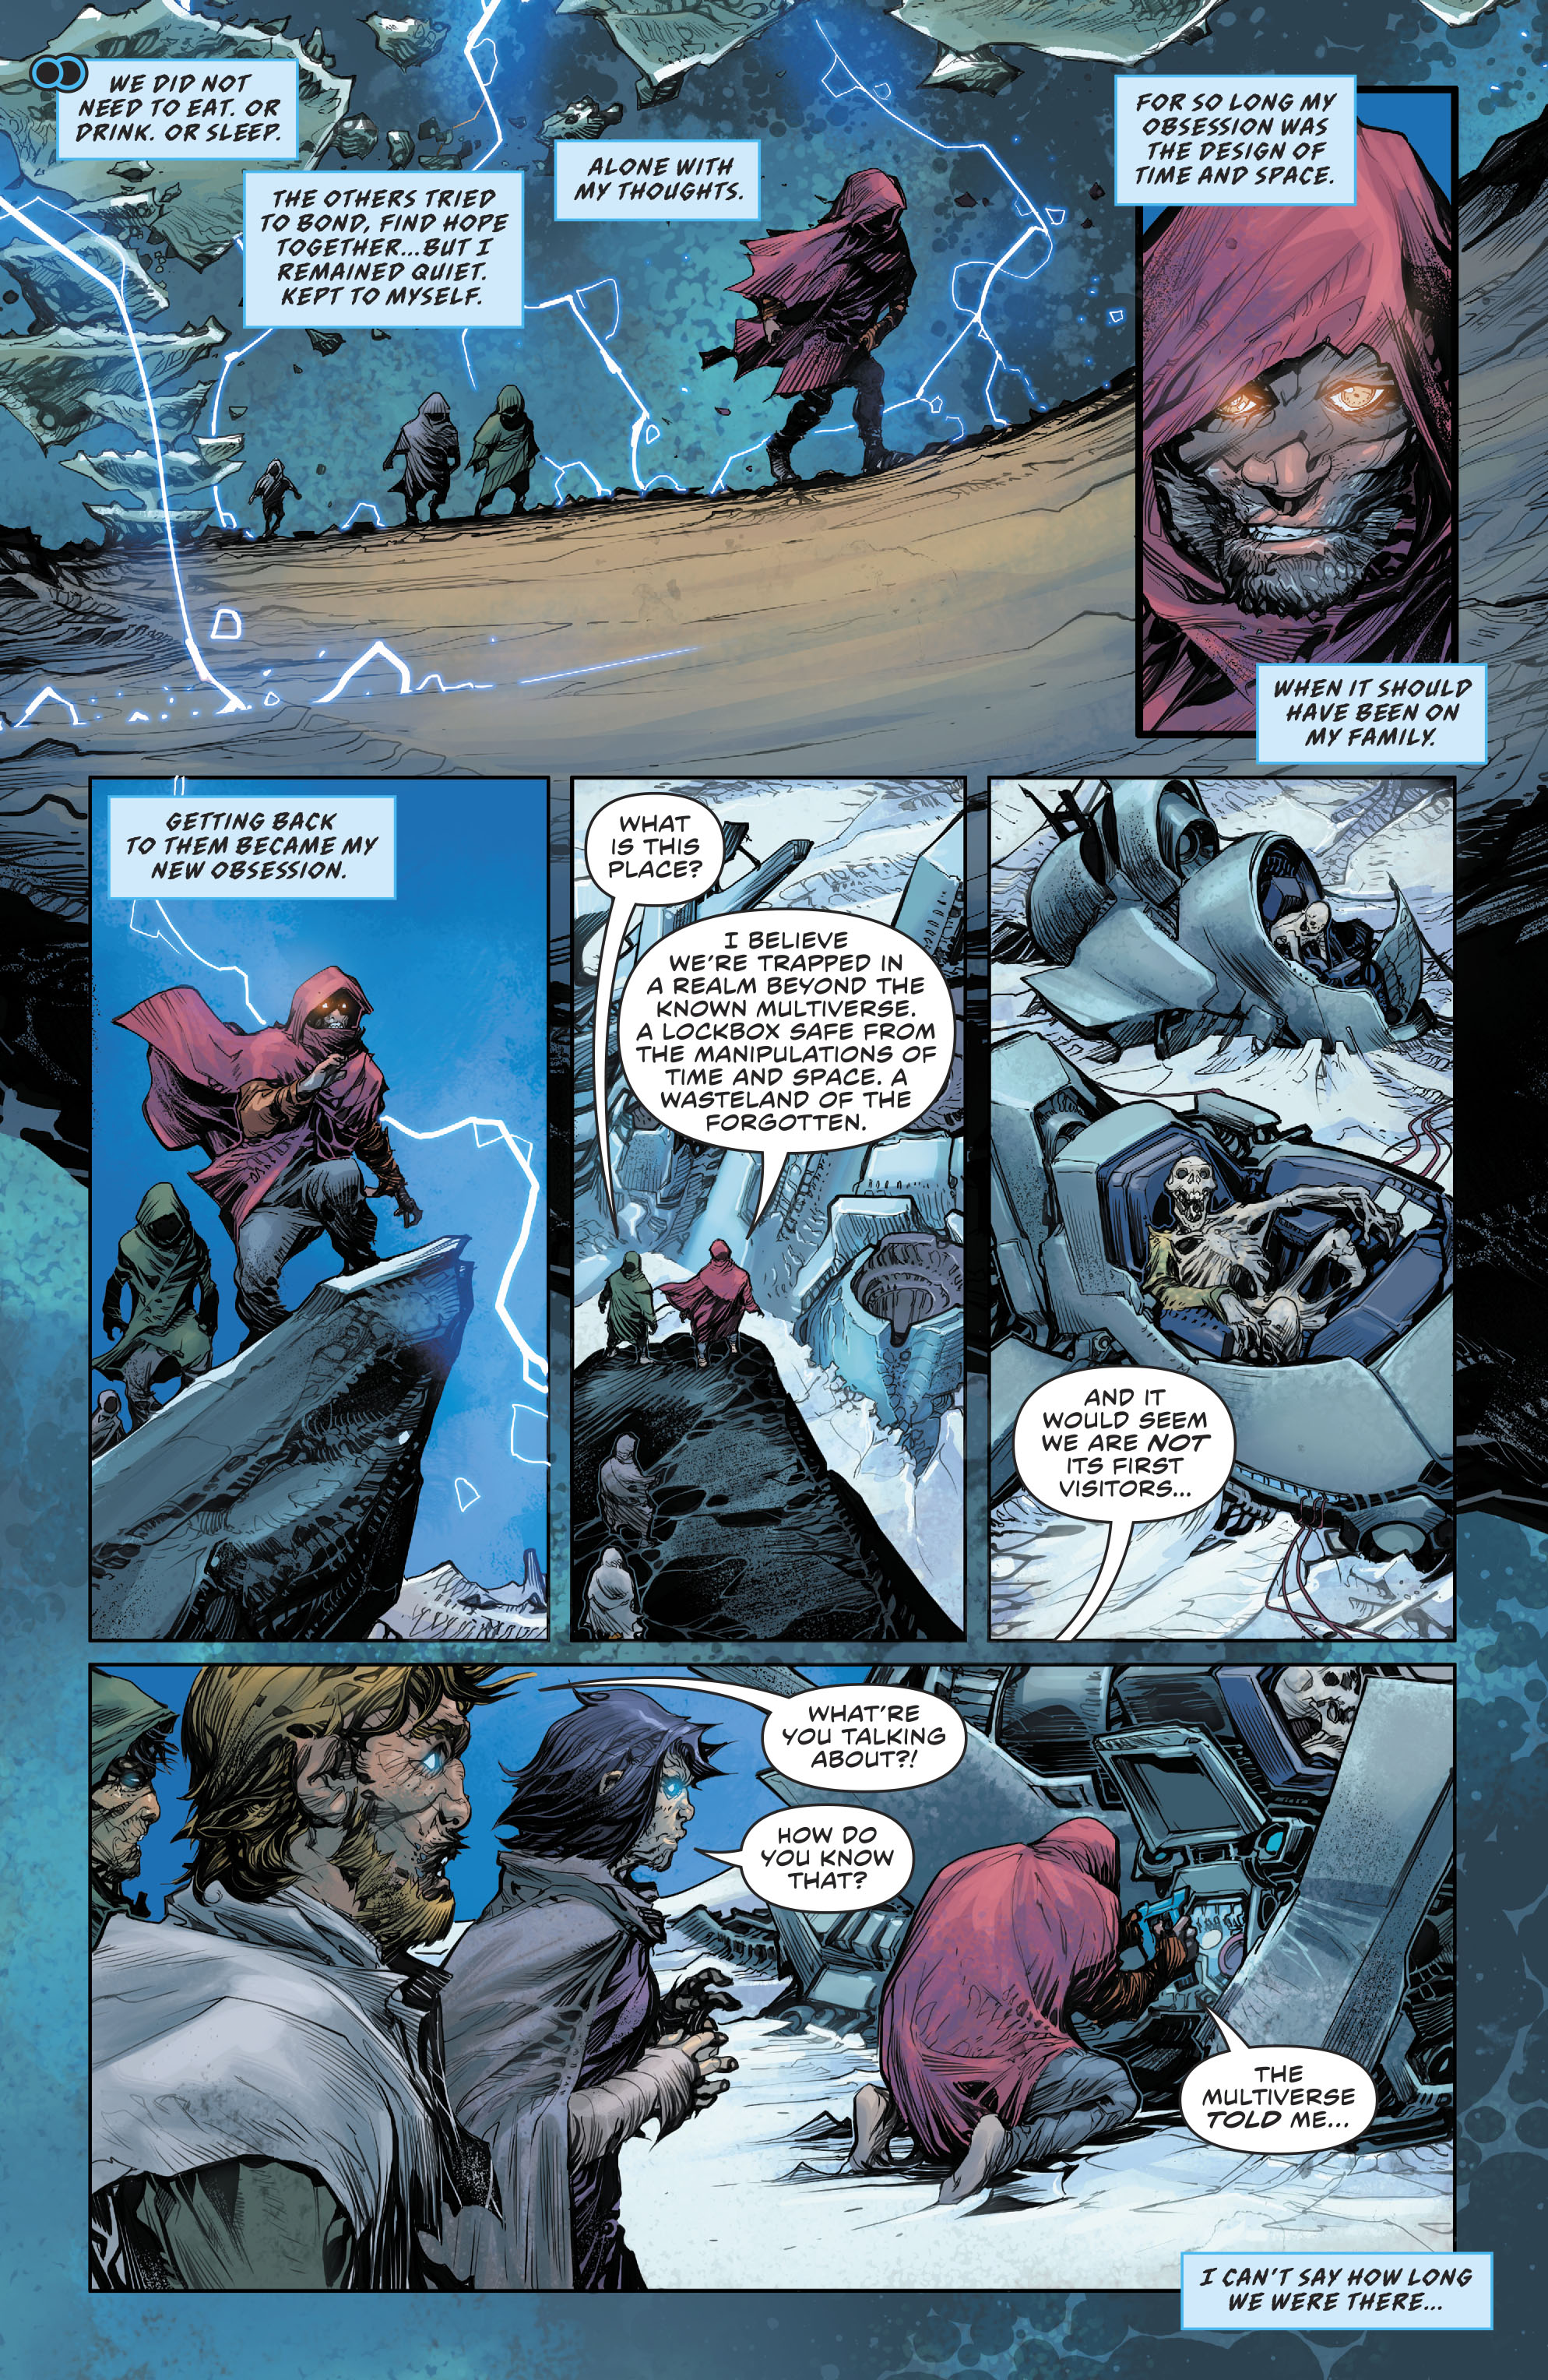 WE DID NOT
NEED TO EAT. OR
DRINK. OR SLEEP.
THE OTHERS TRIED
TO BOND, FIND HOPE
TOGETHER...BUT I
REMAINED QUIET.
KEPT TO MYSELF.
ALONE WITH
MY THOUGHTS.
FOR SO LONG MY
OBSESSION WAS
THE DESIGN OF
TIME AND SPACE.
WHEN IT SHOULD
HAVE BEEN ON
MY FAMILY.
GETTING BACK
TO THEM BECAME MY
NEW OBSESSION.
WHAT
IS THIS
PLACE?
I BELIEVE
WE'RE TRAPPED IN
A REALM BEYOND THE
KNOWN MULTIVERSE.
A LOCKBOX SAFE FROM
THE MANIPULATIONS OF
TIME AND SPACE. A
WASTELAND OF THE
FORGOTTEN.
AND IT
WOULD SEEM
WE ARE NOT
ITS FIRST
VISITORS...
WHAT'RE
YOU TALKING
ABOUT?!
HOW DO
YOU KNOW
THAT?
THE
MULTIVERSE
TOLD ME...
I CAN'T SAY HOW LONG
WE WERE THERE...